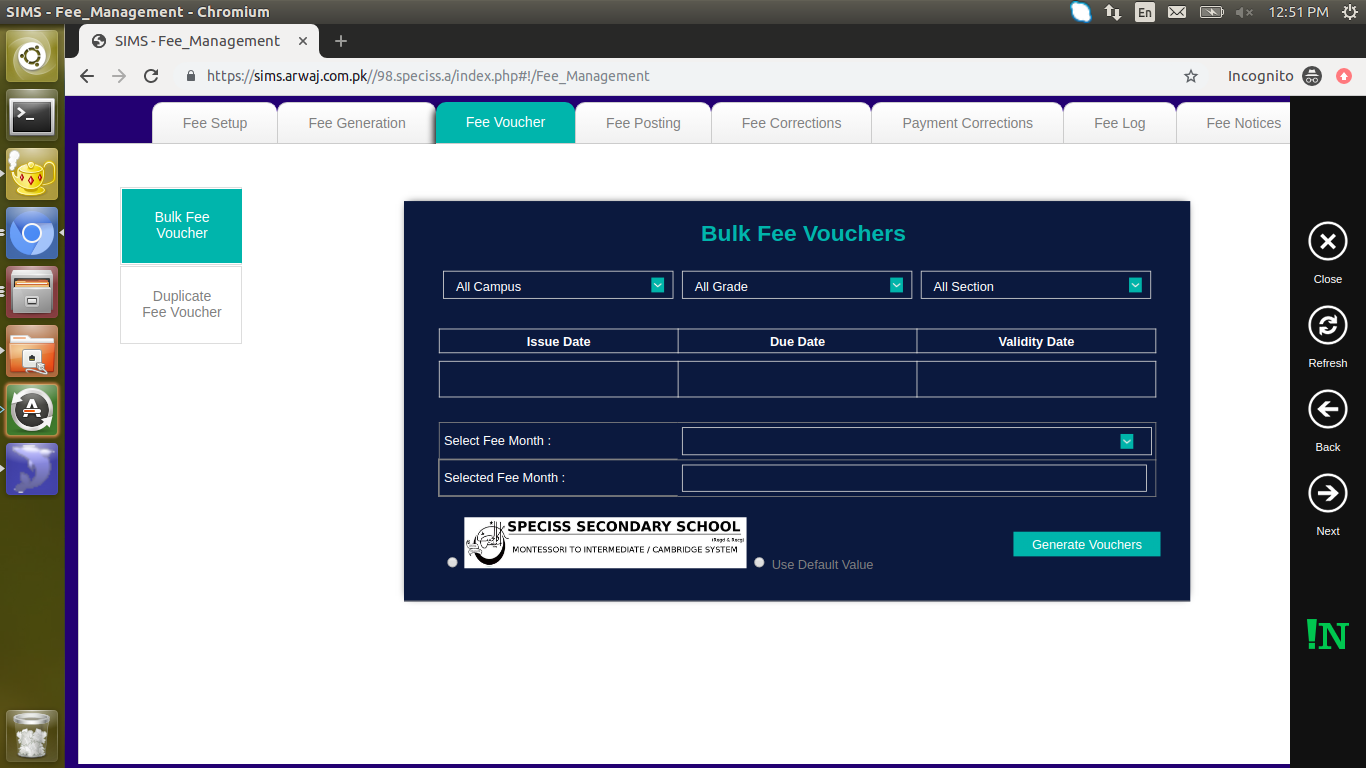 SIMS - Fee_Management - Chromium
En
12:51 PM
SIMS - Fee_Management
https://sims.arwaj.com.pk//98.speciss.a/index.php#!/Fee_Management
Incognito
Fee Setup
Fee Generation
Fee Voucher
Fee Posting
Fee Corrections
Payment Corrections
Fee Log
Fee Notices
Bulk Fee
Voucher
Duplicate
Fee Voucher
Bulk Fee Vouchers
All Campus
All Grade
All Section
Issue Date
Due Date
Validity Date
Select Fee Month :
Selected Fee Month :
SPECISS SECONDARY SCHOOL
(Regd & Recg)
MONTESSORI TO INTERMEDIATE / CAMBRIDGE SYSTEM
Use Default Value
Generate Vouchers
Close
Refresh
Back
Next
!N